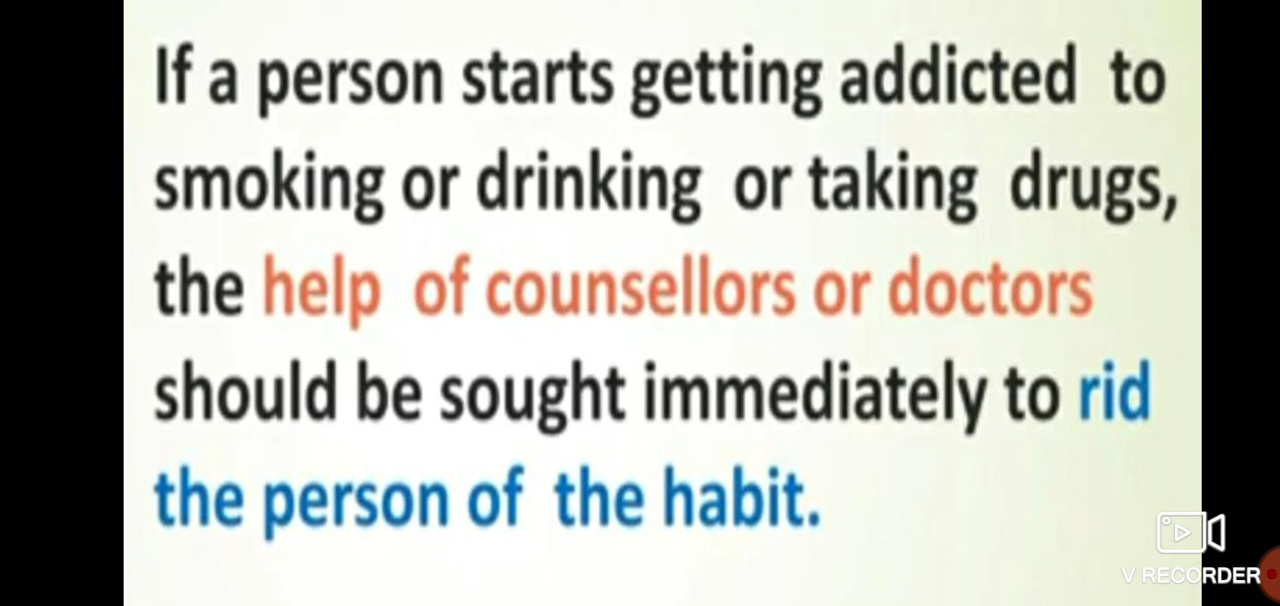 If a person starts getting addicted to
smoking or drinking or taking drugs,
the help of counsellors or doctors
should be sought immediately to rid
the person of the habit.
V RECORDER